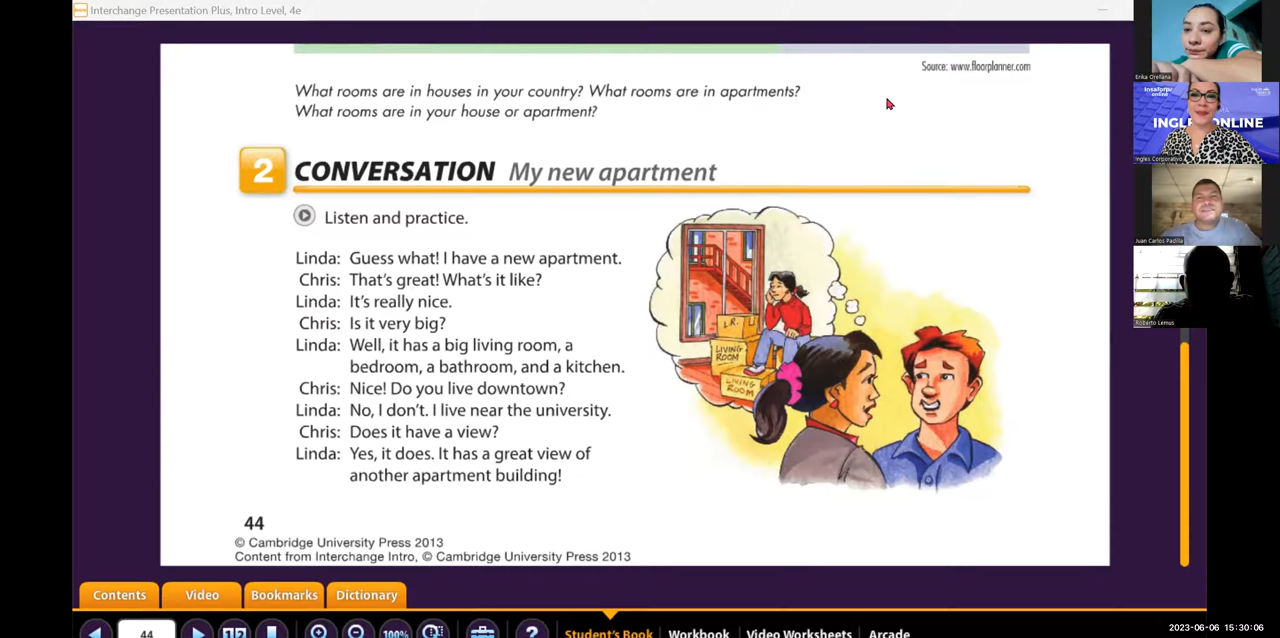 Interchange Presentation Plus, Intro Level, 4e
Source: www.floorplanner.com
What rooms are in houses in your country? What rooms are in apartments?
What rooms are in your house or apartment?
2 CONVERSATION My new apartment
Listen and practice.
Linda: Guess what! I have a new apartment.
Chris: That's great! What's it like?
Linda: It's really nice.
Chris: Is it very big?
Linda: Well, it has a big living room, a
bedroom, a bathroom, and a kitchen.
Chris: Nice! Do you live downtown?
Linda: No, I don't. I live near the university.
Chris: Does it have a view?
Linda: Yes, it does. It has a great view of
another apartment building!
L.R.
LIVING
ROOM
LIVING
ROOM
44
© Cambridge University Press 2013
Content from Interchange Intro, © Cambridge University Press 2013
Contents Video Bookmarks Dictionary
44 1 2 100% ? Student's Book Workbook Video Worksheets Arcade
Erika Orellana
Insaforp
online
INGL ONLINE
Ingles Corporativo
Juan Carlos Padilla
Roberto Lemus
2023-06-06 15:30:06